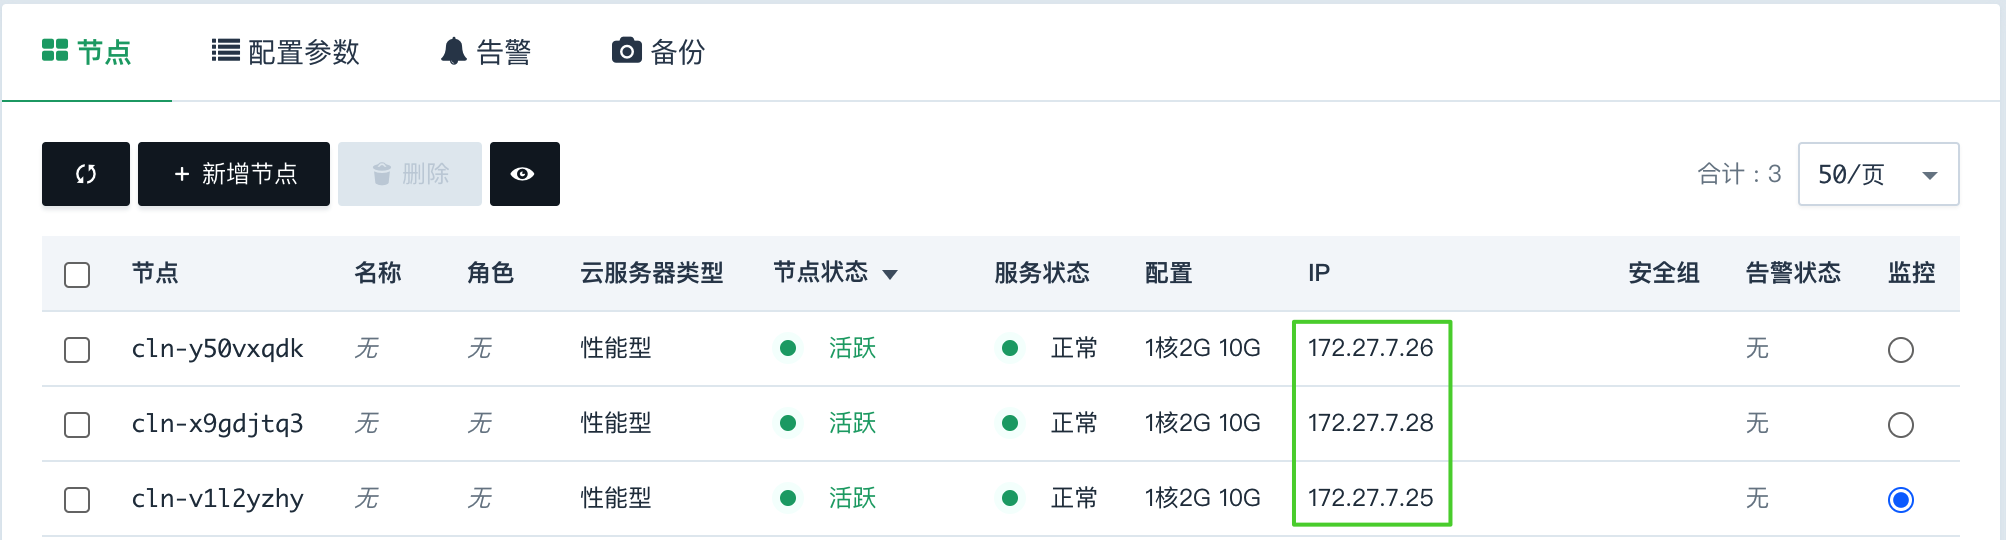 节点 配置参数 告警 备份
+ 新增节点 删除 合计：3 50/页
节点 名称 角色 云服务器类型 节点状态 服务状态 配置 IP 安全组 告警状态 监控
cln-y50vxqdk 无 无 性能型 活跃 正常 1核2G 10G 172.27.7.26 无
cln-x9gdjtq3 无 无 性能型 活跃 正常 1核2G 10G 172.27.7.28 无
cln-v1l2yzhy 无 无 性能型 活跃 正常 1核2G 10G 172.27.7.25 无